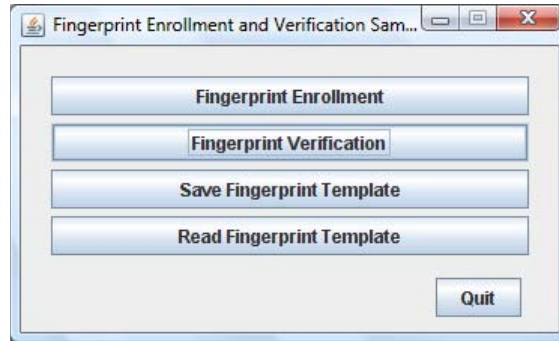 Fingerprint Enrollment and Verification Sam...
Fingerprint Enrollment
Fingerprint Verification
Save Fingerprint Template
Read Fingerprint Template
Quit